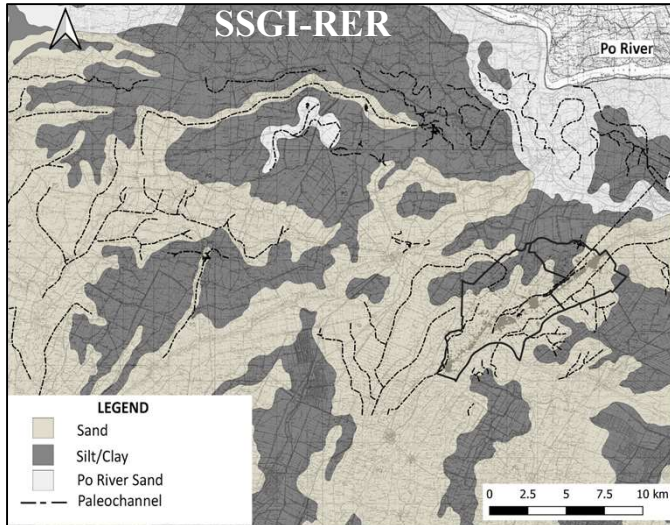 SSGI-RER
Po River
LEGEND
Sand
Silt/Clay
Po River Sand
Paleochannel
0 2.5 5 7.5 10 km